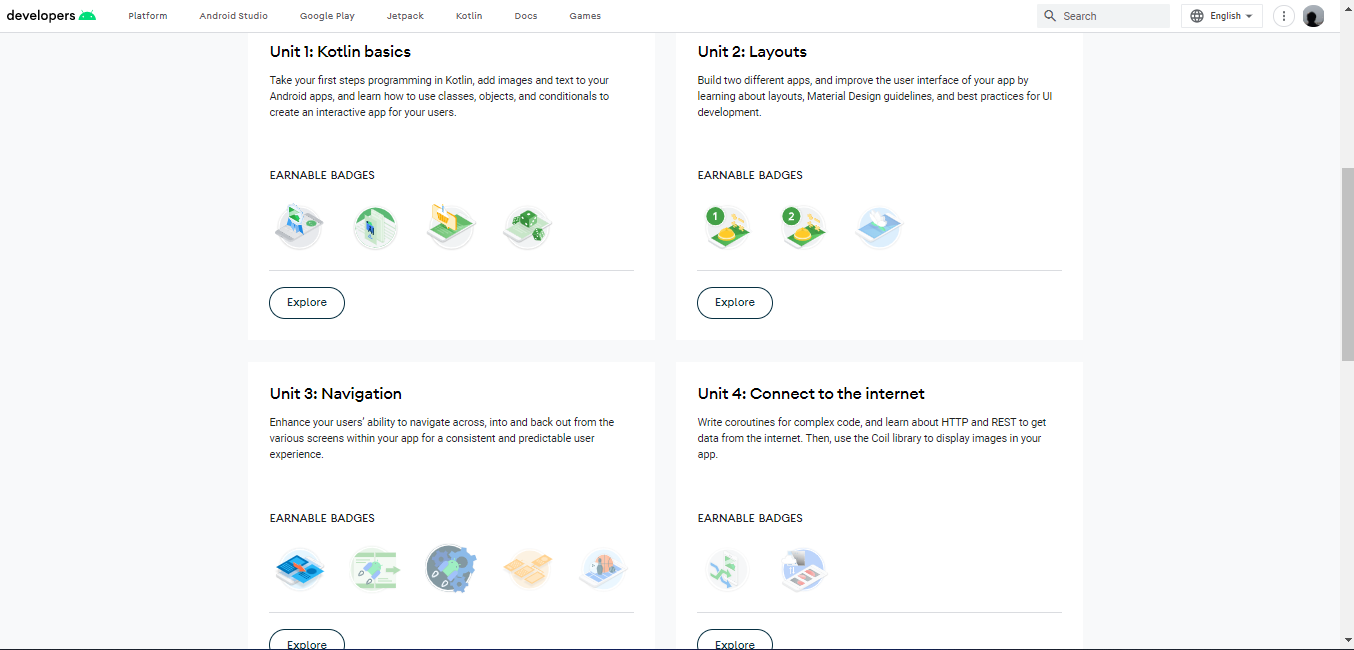 developers
Platform
Android Studio
Google Play
Jetpack
Kotlin
Docs
Games
Search
English
Unit 1: Kotlin basics
Take your first steps programming in Kotlin, add images and text to your
Android apps, and learn how to use classes, objects, and conditionals to
create an interactive app for your users.
EARNABLE BADGES
Explore
Unit 2: Layouts
Build two different apps, and improve the user interface of your app by
learning about layouts, Material Design guidelines, and best practices for UI
development.
EARNABLE BADGES
1
2
Explore
Unit 3: Navigation
Enhance your users' ability to navigate across, into and back out from the
various screens within your app for a consistent and predictable user
experience.
EARNABLE BADGES
Explore
Unit 4: Connect to the internet
Write coroutines for complex code, and learn about HTTP and REST to get
data from the internet. Then, use the Coil library to display images in your
app.
EARNABLE BADGES
Explore